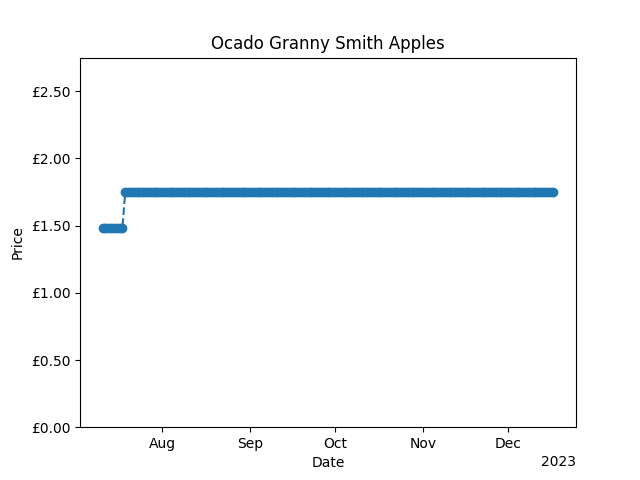 Ocado Granny Smith Apples
£2.50
£2.00
£1.50
£1.00
£0.50
£0.00
Price
Aug Sep Oct Nov Dec
Date
2023